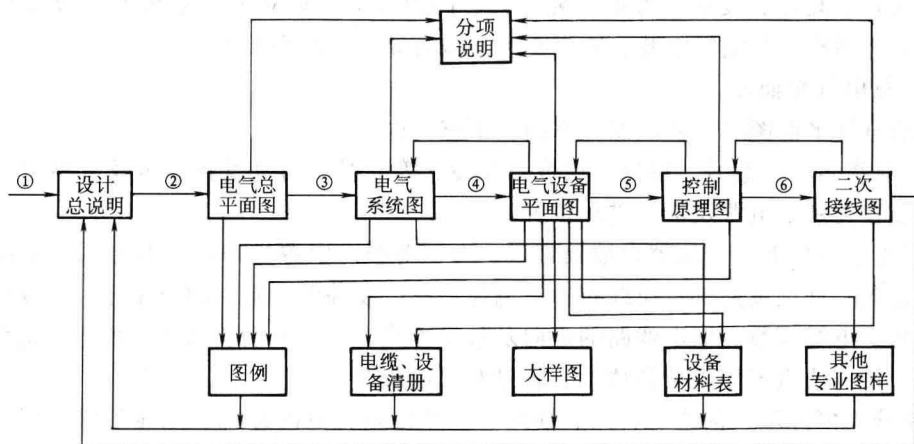 分项
说明
①
设计
总说明
②
电气总
平面图
③
电气
系统图
④
电气设备
平面图
⑤
控制
原理图
⑥
二次
接线图
图例
电缆、设
备清册
大样图
设备
材料表
其他
专业图样